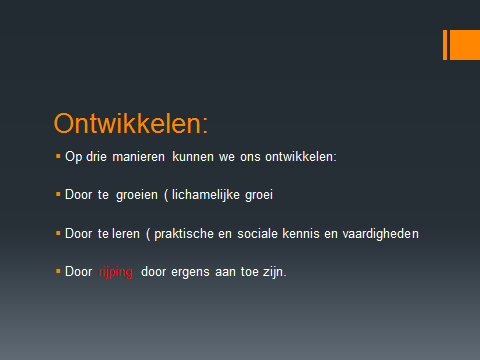 Ontwikkelen:
Op drie manieren kunnen we ons ontwikkelen:
Door te groeien ( lichamelijke groei
Door te leren ( praktische en sociale kennis en vaardigheden
Door rijping door ergens aan toe zijn.